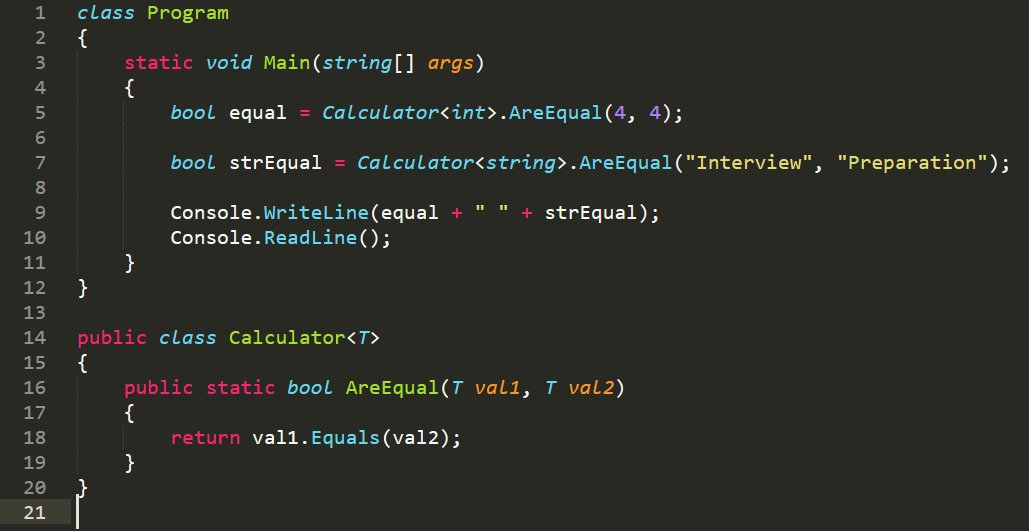 1 class Program
2 {
3     static void Main(string[] args)
4     {
5         bool equal = Calculator<int>.AreEqual(4, 4);
6
7         bool strEqual = Calculator<string>.AreEqual("Interview", "Preparation");
8
9         Console.WriteLine(equal + " " + strEqual);
10         Console.ReadLine();
11     }
12 }
13
14 public class Calculator<T>
15 {
16     public static bool AreEqual(T val1, T val2)
17     {
18         return val1.Equals(val2);
19     }
20 }
21